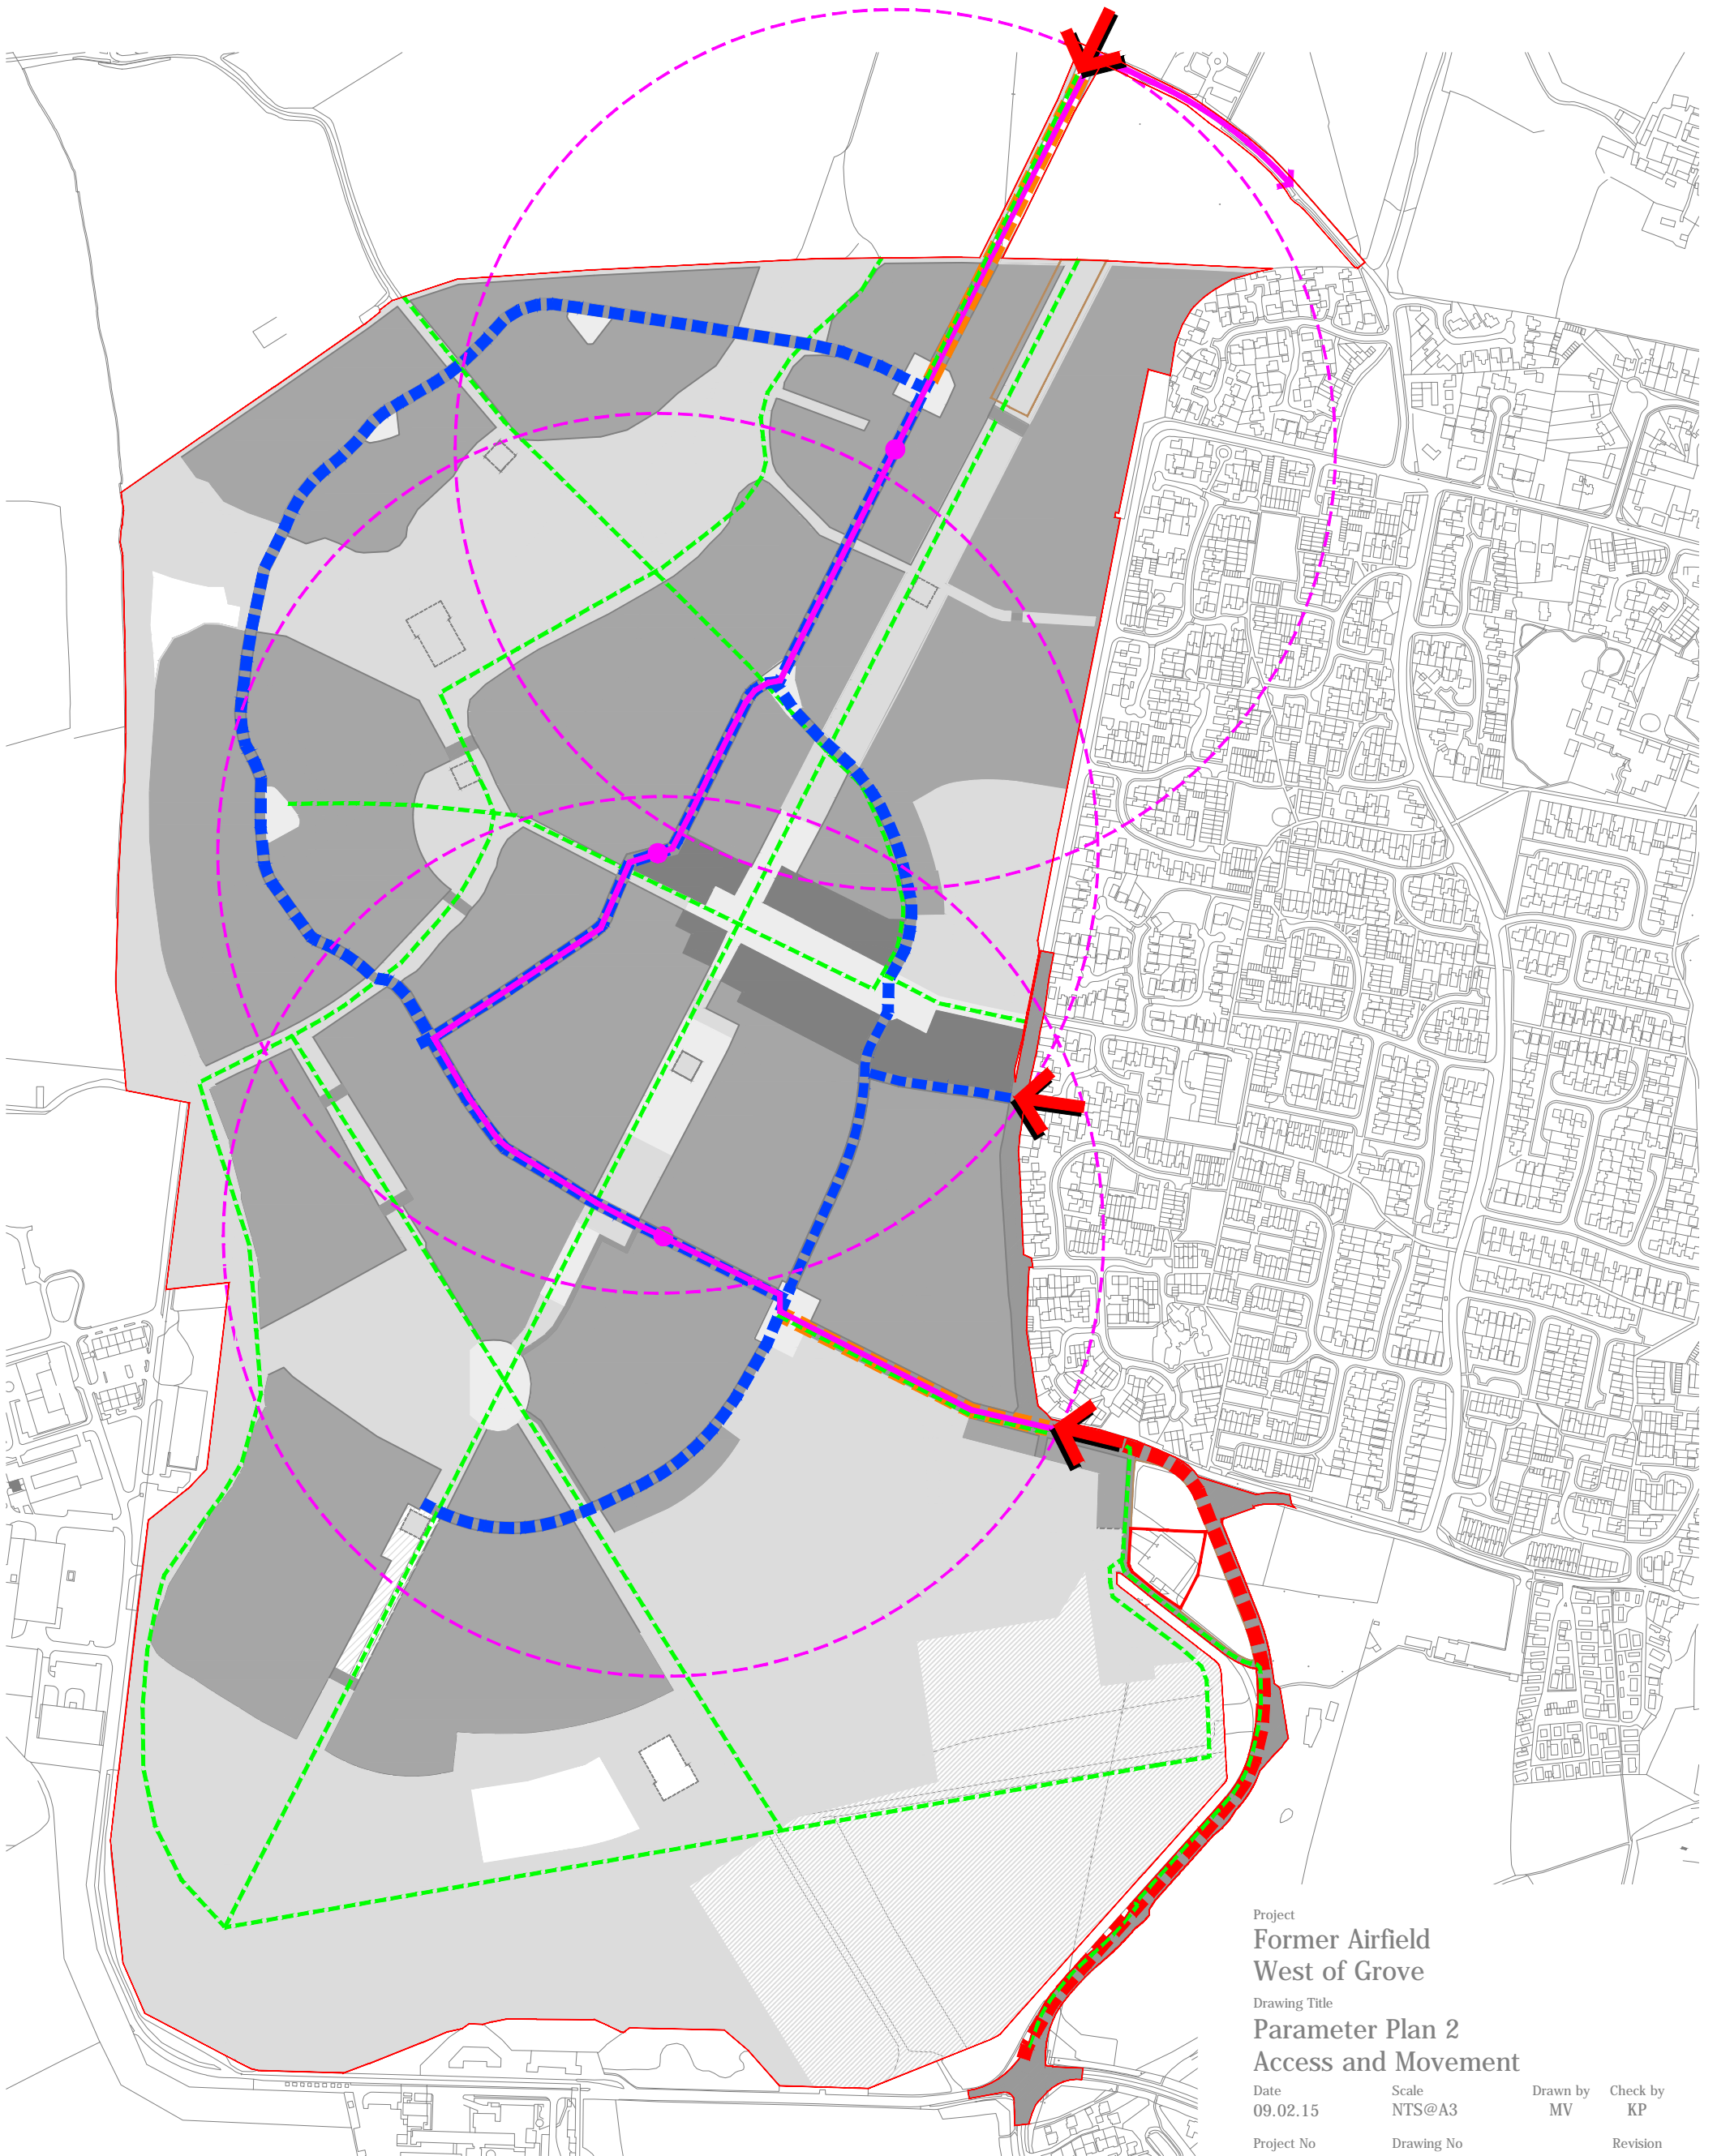 Project
Former Airfield
West of Grove
Drawing Title
Parameter Plan 2
Access and Movement
Date Scale Drawn by Check by
09.02.15 NTS@A3 MV KP
Project No Drawing No Revision